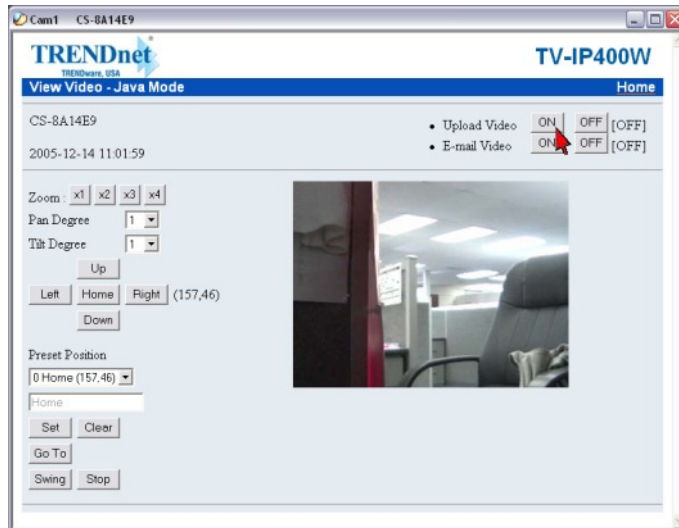 Cam1 CS-8A14E9
TRENDnet
TRENDware, USA
TV-IP400W
View Video - Java Mode Home
CS-8A14E9
2005-12-14 11:01:59
• Upload Video ON OFF [OFF]
• E-mail Video ON OFF [OFF]
Zoom : x1 x2 x3 x4
Pan Degree 1
Tilt Degree 1
Up
Left Home Right (157,46)
Down
Preset Position
0 Home (157,46)
Home
Set Clear
Go To
Swing Stop